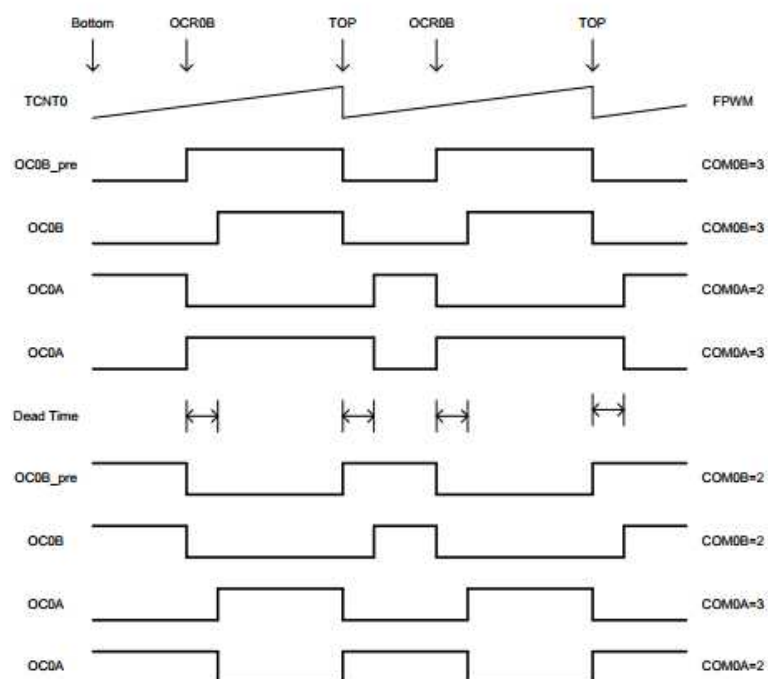 Bottom OCR0B TOP OCR0B TOP
TCNT0 FPWM
OC0B_pre COM0B=3
OC0B COM0B=3
OC0A COM0A=2
OC0A COM0A=3
Dead Time
OC0B_pre COM0B=2
OC0B COM0B=2
OC0A COM0A=3
OC0A COM0A=2